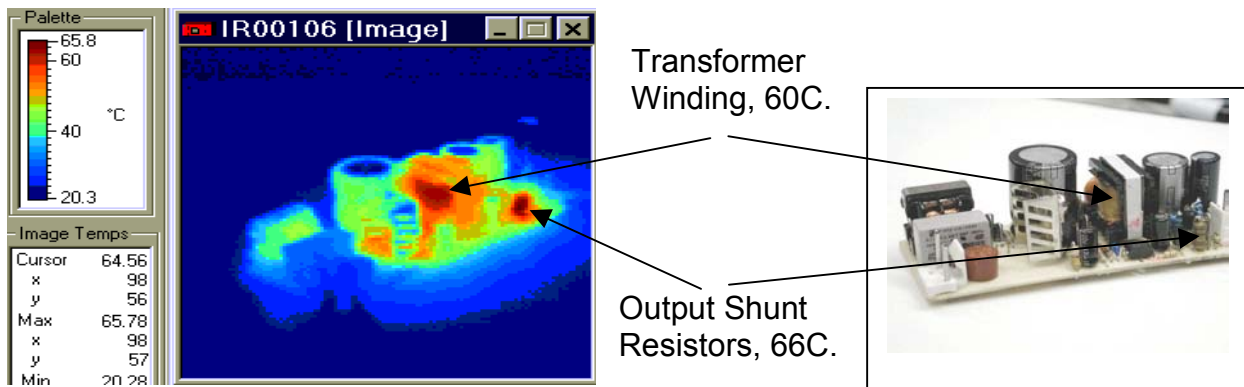 Palette
65.8
60
°C
40
20.3
Image Temps
Cursor 64.56
x 98
y 56
Max 65.78
x 98
y 57
Min 20.28
IR00106 [Image]
Transformer
Winding, 60C.
Output Shunt
Resistors, 66C.